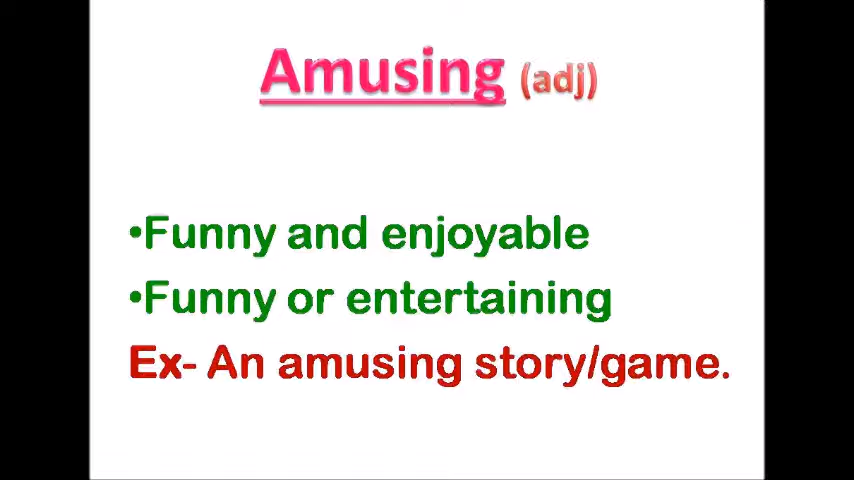 Amusing (adj)
•Funny and enjoyable
•Funny or entertaining
Ex- An amusing story/game.